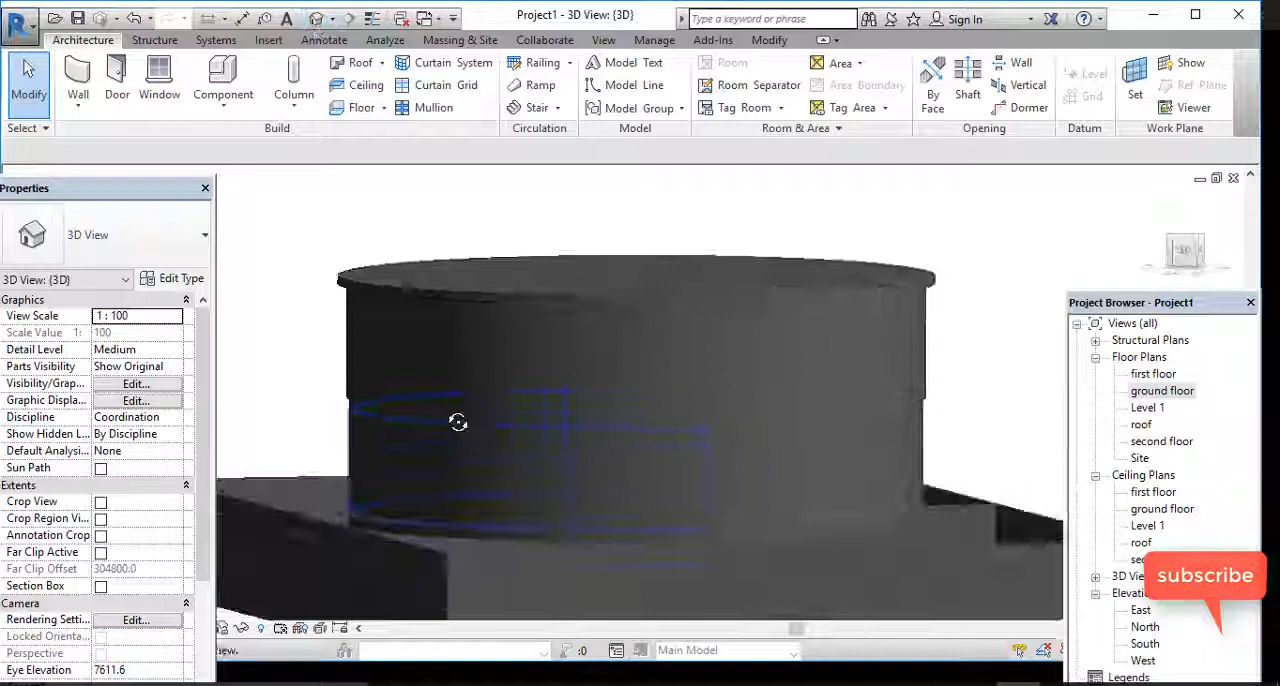 Project1 - 3D View: {3D}
Type a keyword or phrase
Sign In
Architecture Structure Systems Insert Annotate Analyze Massing & Site Collaborate View Manage Add-Ins Modify
Modify Wall Door Window Component Column
Roof Ceiling Floor
Curtain System Curtain Grid Mullion
Railing Ramp Stair
Model Text Model Line Model Group
Room Room Separator Tag Room
Area Area Boundary Tag Area
By Face Shaft Wall Vertical Dormer
Level Grid
Set Show Ref Plane Viewer
Select Build Circulation Model Room & Area Opening Datum Work Plane
Properties
3D View
3D View: {3D} Edit Type
Graphics
View Scale 1 : 100
Scale Value 1: 100
Detail Level Medium
Parts Visibility Show Original
Visibility/Grap... Edit...
Graphic Displa... Edit...
Discipline Coordination
Show Hidden L... By Discipline
Default Analysi... None
Sun Path
Extents
Crop View
Crop Region Vi...
Annotation Crop
Far Clip Active
Far Clip Offset 304800.0
Section Box
Camera
Rendering Setti... Edit...
Locked Orienta...
Perspective
Eye Elevation 7611.6
Project Browser - Project1
Views (all)
Structural Plans
Floor Plans
first floor
ground floor
Level 1
roof
second floor
Site
Ceiling Plans
first floor
ground floor
Level 1
roof
sec
3D Vie
Elevatio
East
North
South
West
Legends
subscribe
:0
Main Model